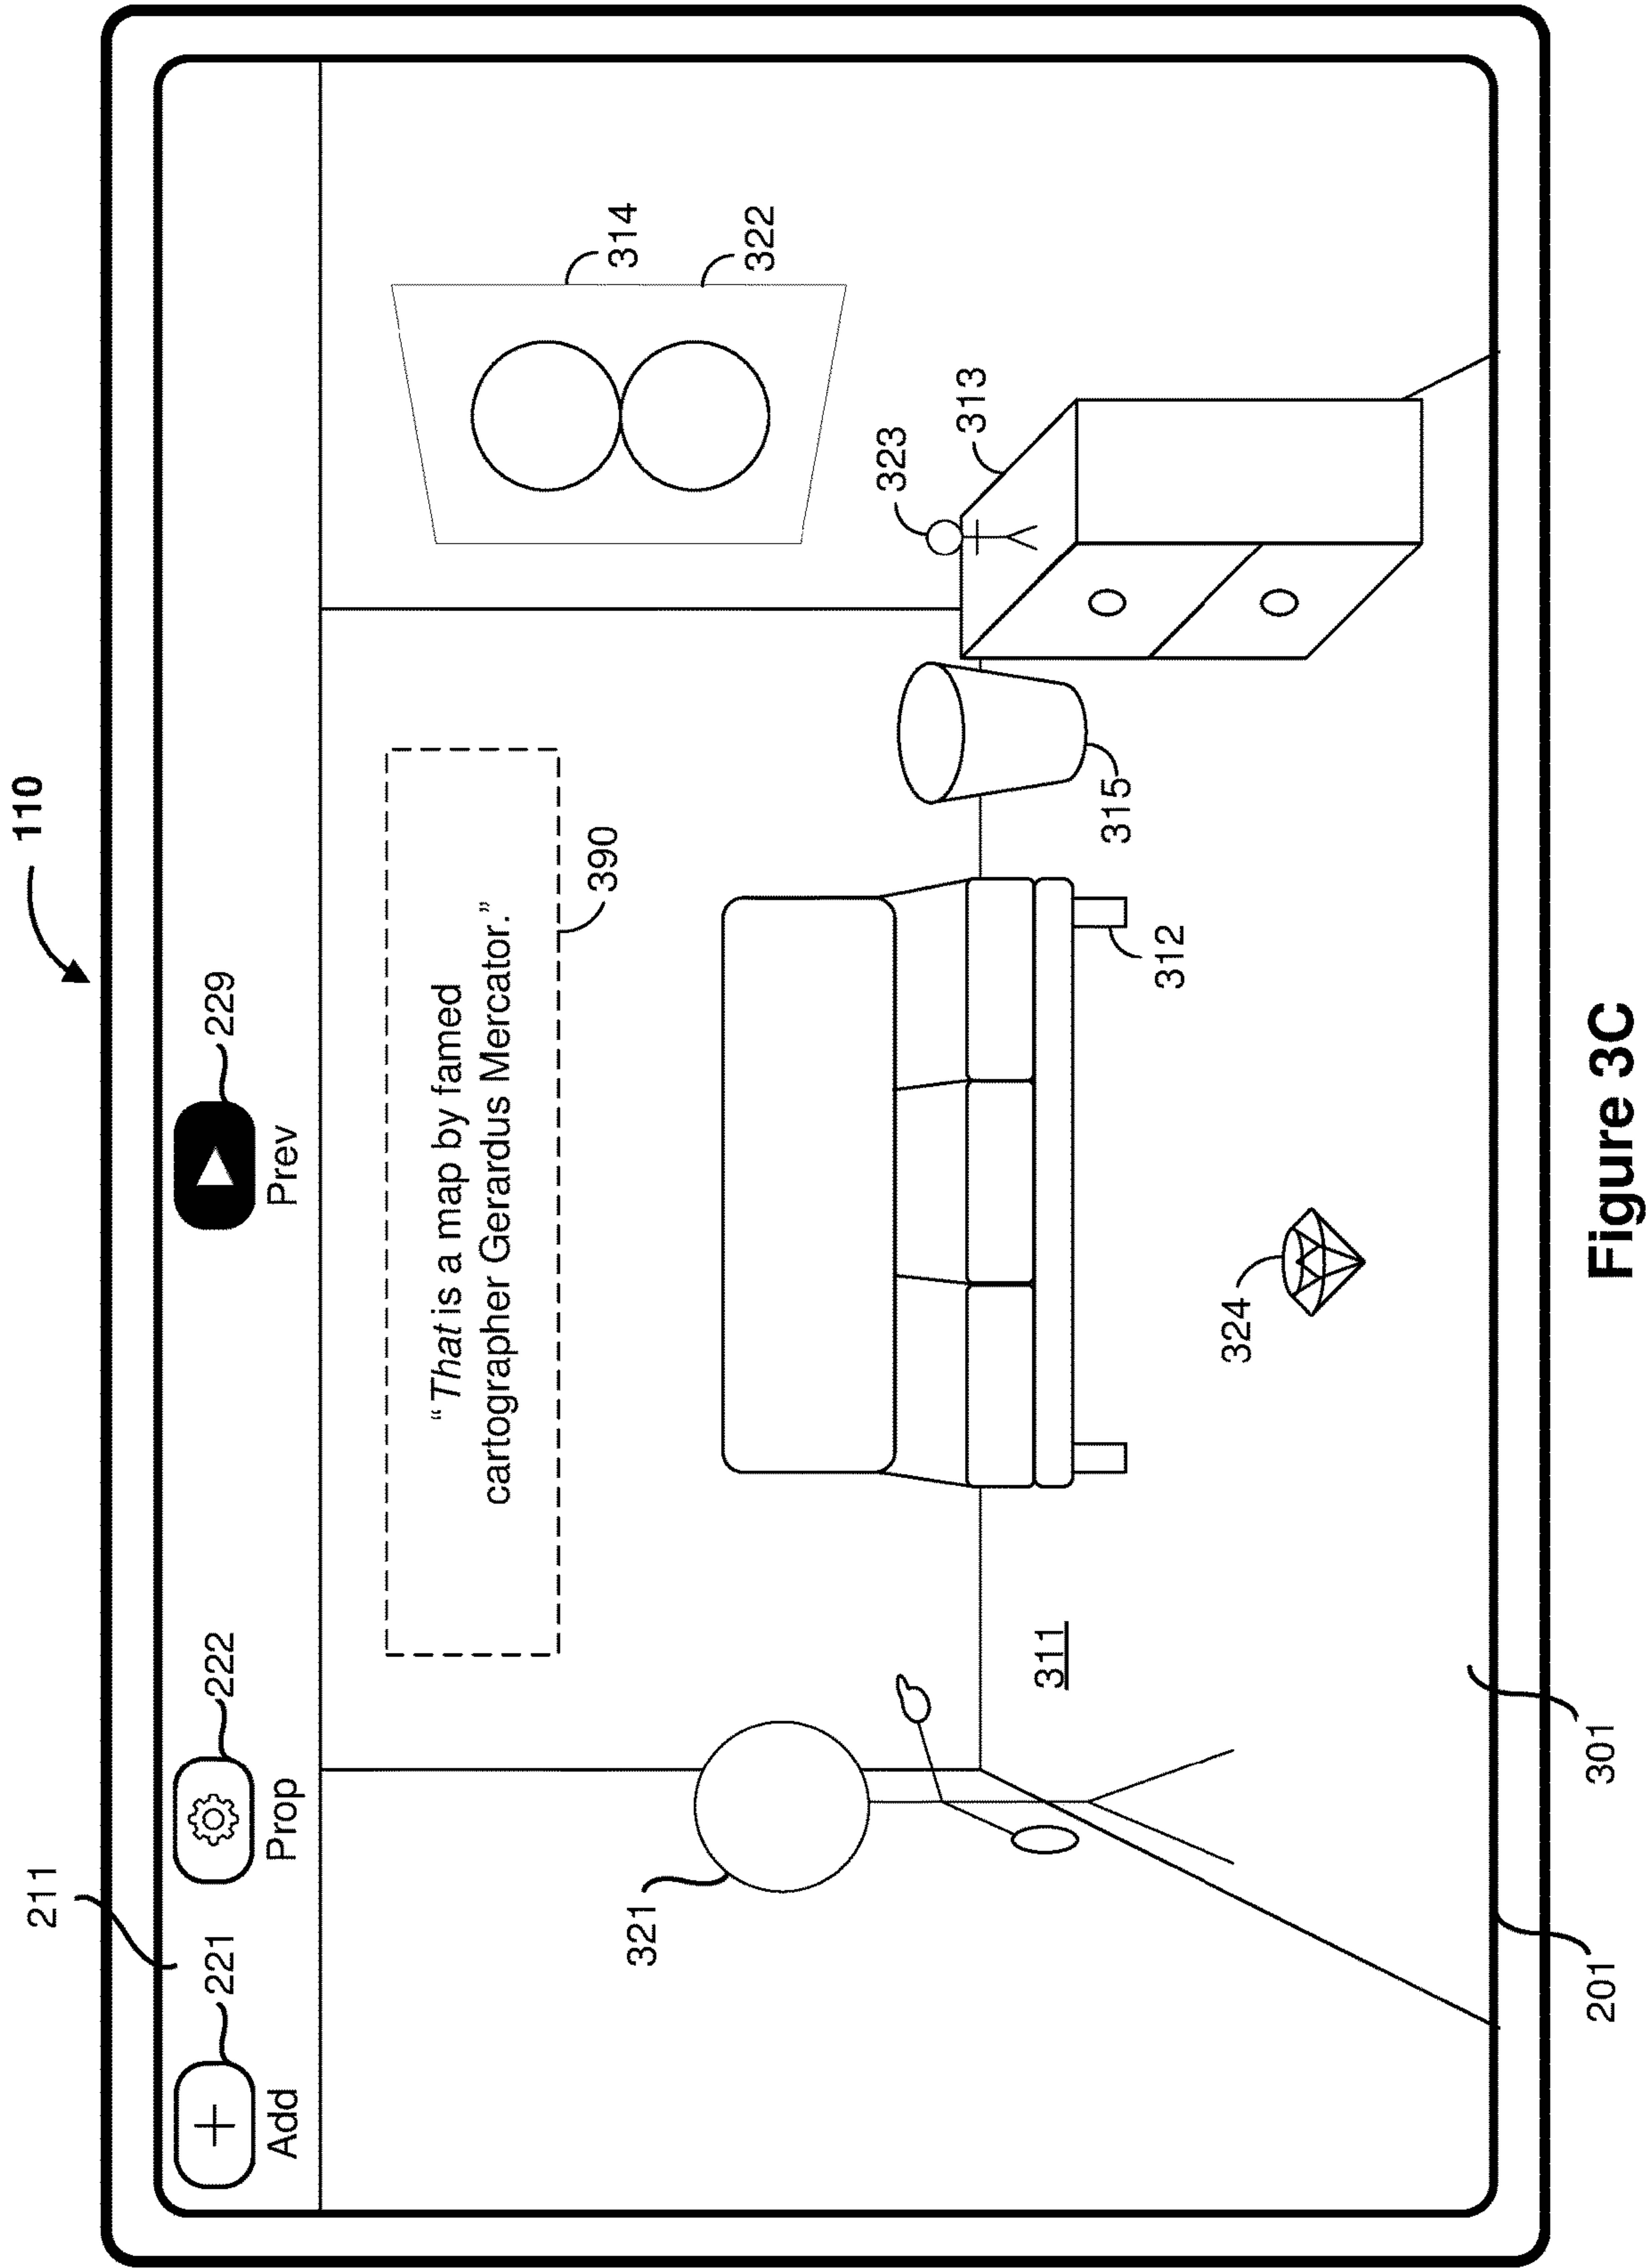 110
211
221
222
229
Add
Prop
Prev
“That is a map by famed
cartographer Gerardus Mercator.”
390
314
322
321
323
313
315
312
311
324
301
201
Figure 3C